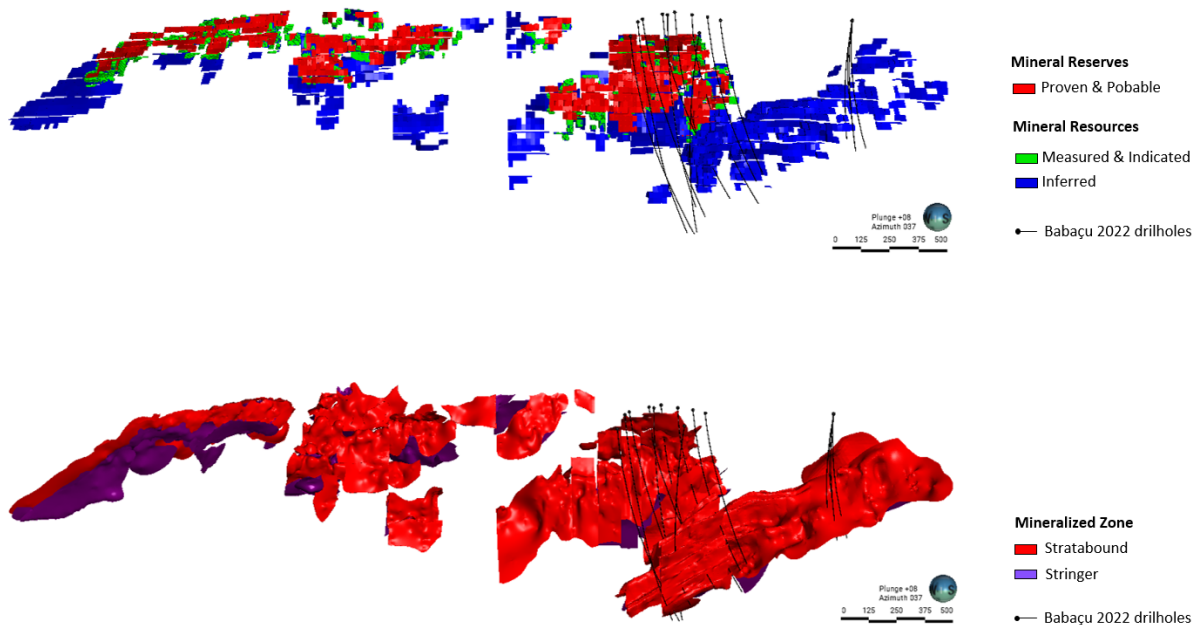 Mineral Reserves
Proven & Pobable
Mineral Resources
Measured & Indicated
Inferred
Babaçu 2022 drilholes
Plunge +08
Azimuth 037
S
0 125 250 375 500
Mineralized Zone
Stratabound
Stringer
Babaçu 2022 drilholes
Plunge +08
Azimuth 037
S
0 125 250 375 500